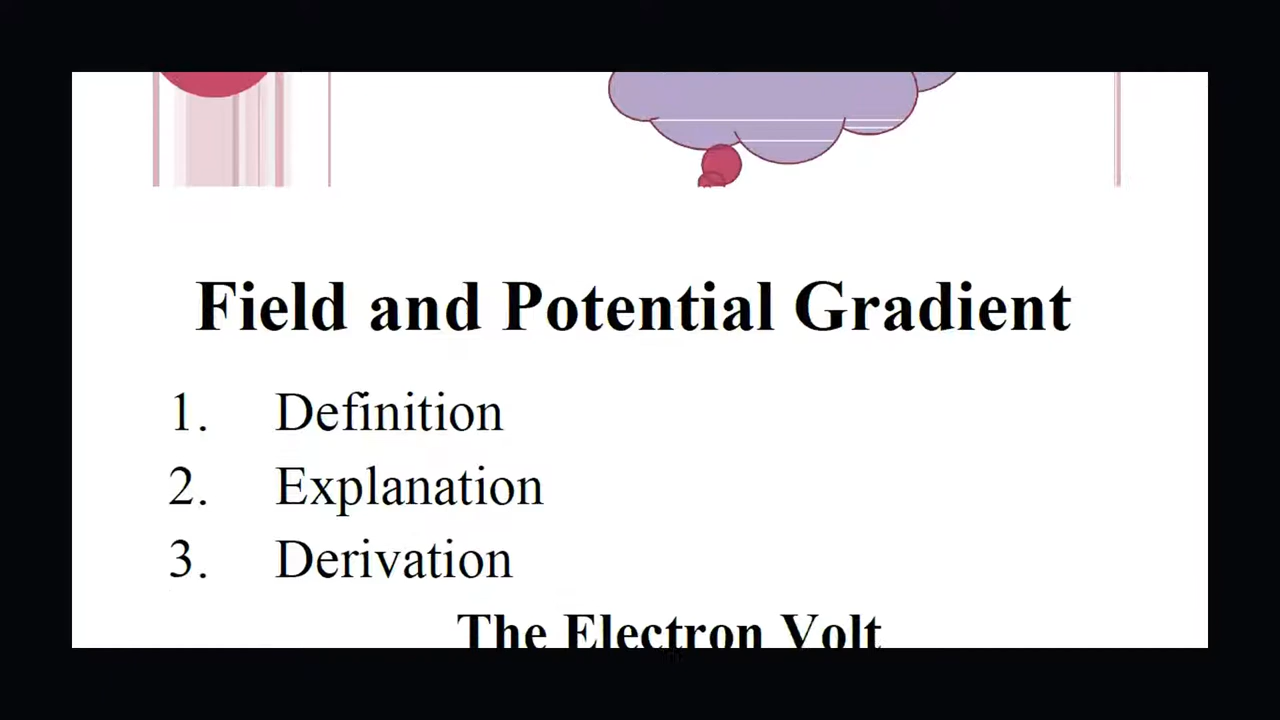 Field and Potential Gradient
1. Definition
2. Explanation
3. Derivation
The Electron Volt